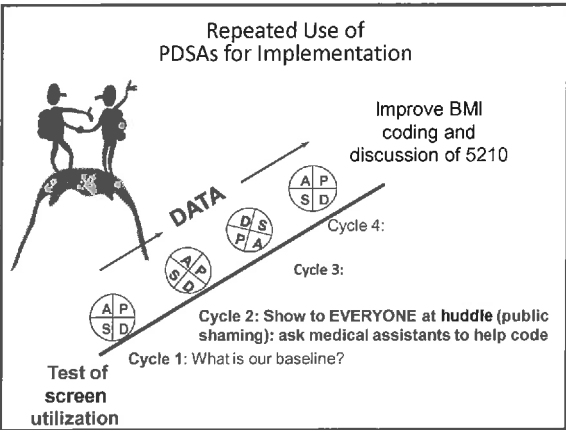 Repeated Use of
PDSAs for Implementation
Improve BMI
coding and
discussion of 5210
DATA
A P
S D
Cycle 4:
D S
P A
Cycle 3:
A P
S D
Cycle 2: Show to EVERYONE at huddle (public
shaming): ask medical assistants to help code
A P
S D
Cycle 1: What is our baseline?
Test of
screen
utilization